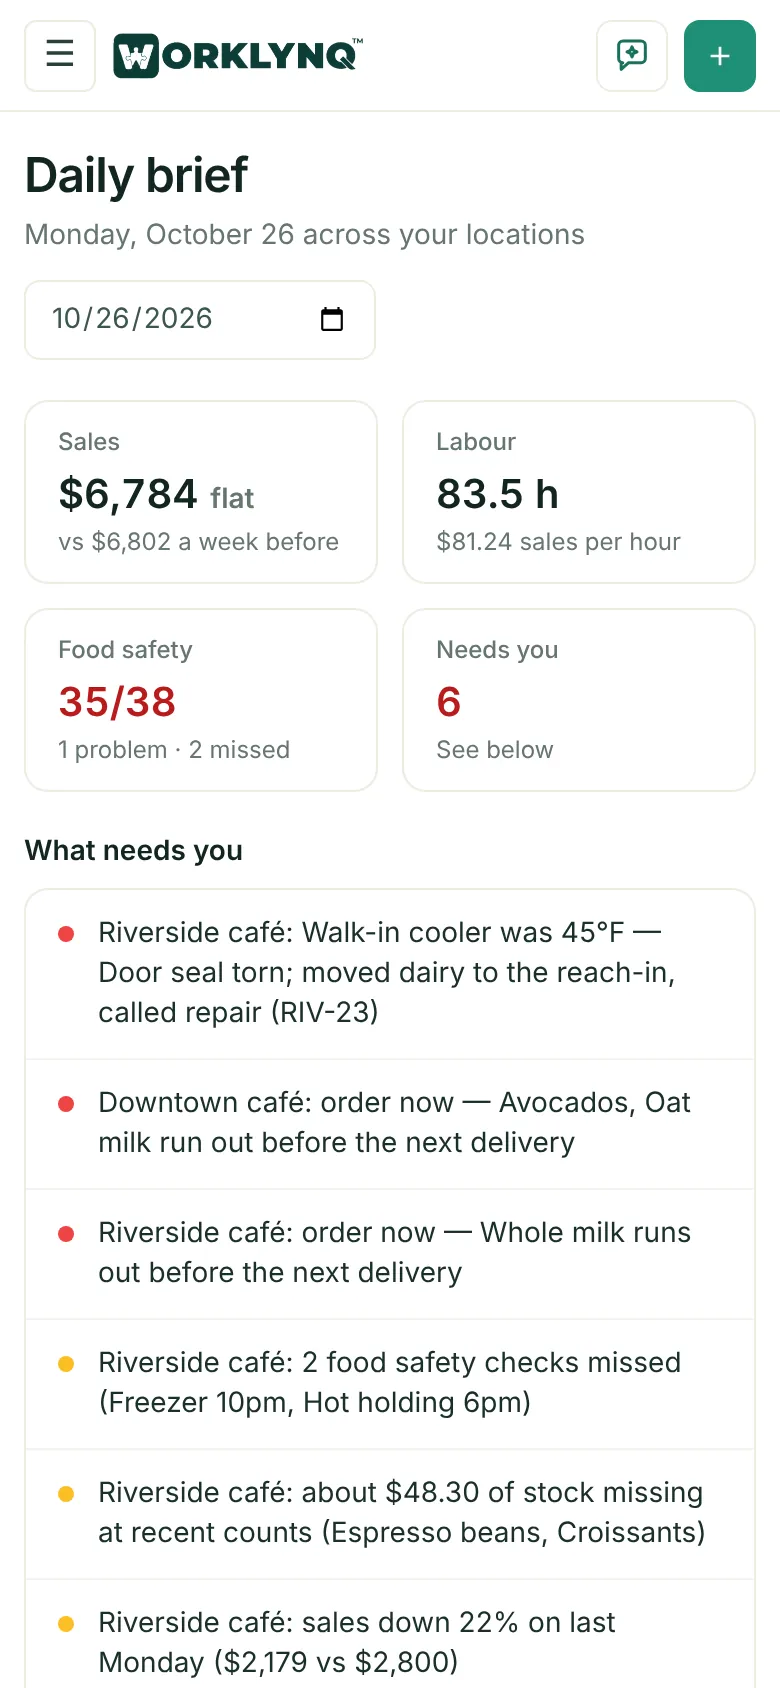 WORKLYNQ™
Daily brief
Monday, October 26 across your locations
10/26/2026
Sales
$6,784 flat
vs $6,802 a week before
Labour
83.5 h
$81.24 sales per hour
Food safety
35/38
1 problem · 2 missed
Needs you
6
See below
What needs you
Riverside café: Walk-in cooler was 45°F —
Door seal torn; moved dairy to the reach-in,
called repair (RIV-23)
Downtown café: order now — Avocados, Oat
milk run out before the next delivery
Riverside café: order now — Whole milk runs
out before the next delivery
Riverside café: 2 food safety checks missed
(Freezer 10pm, Hot holding 6pm)
Riverside café: about $48.30 of stock missing
at recent counts (Espresso beans, Croissants)
Riverside café: sales down 22% on last
Monday ($2,179 vs $2,800)